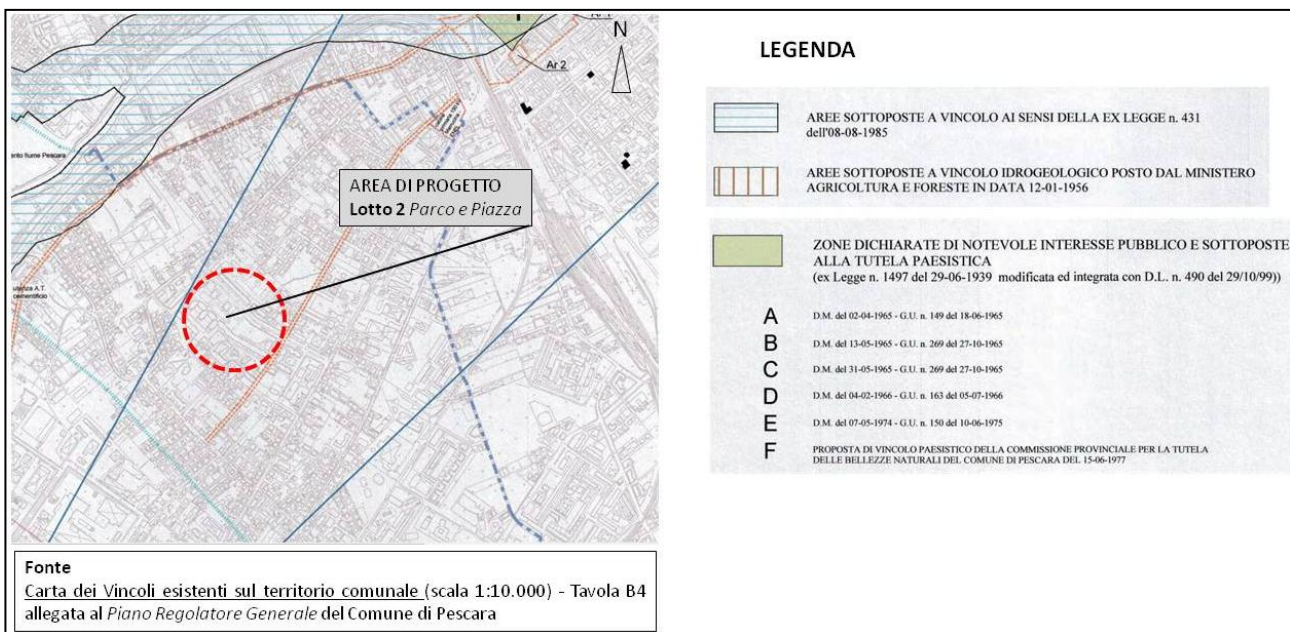 N
Ar 2
ento fiume Pescara
AREA DI PROGETTO
Lotto 2 Parco e Piazza
utenza A.T.
cementificio
Fonte
Carta dei Vincoli esistenti sul territorio comunale (scala 1:10.000) - Tavola B4
allegata al Piano Regolatore Generale del Comune di Pescara
LEGENDA
AREE SOTTOPOSTE A VINCOLO AI SENSI DELLA EX LEGGE n. 431
dell'08-08-1985
AREE SOTTOPOSTE A VINCOLO IDROGEOLOGICO POSTO DAL MINISTERO
AGRICOLTURA E FORESTE IN DATA 12-01-1956
ZONE DICHIARATE DI NOTEVOLE INTERESSE PUBBLICO E SOTTOPOSTE
ALLA TUTELA PAESISTICA
(ex Legge n. 1497 del 29-06-1939 modificata ed integrata con D.L. n. 490 del 29/10/99))
A D.M. del 02-04-1965 - G.U. n. 149 del 18-06-1965
B D.M. del 13-05-1965 - G.U. n. 269 del 27-10-1965
C D.M. del 31-05-1965 - G.U. n. 269 del 27-10-1965
D D.M. del 04-02-1966 - G.U. n. 163 del 05-07-1966
E D.M. del 07-05-1974 - G.U. n. 150 del 10-06-1975
F PROPOSTA DI VINCOLO PAESISTICO DELLA COMMISSIONE PROVINCIALE PER LA TUTELA
DELLE BELLEZZE NATURALI DEL COMUNE DI PESCARA DEL 15-06-1977